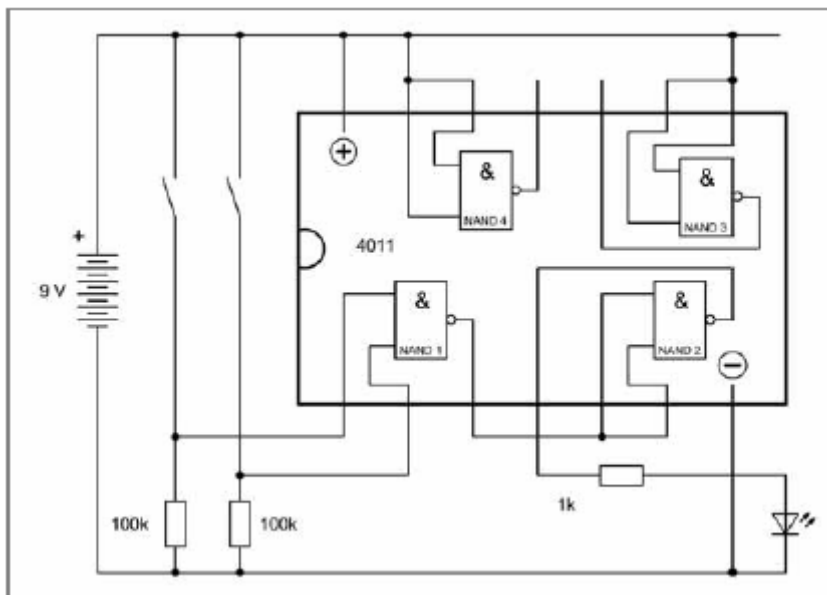 &
&
NAND 4
NAND 3
4011
+
9 V
&
&
NAND 1
NAND 2
100k
100k
1k